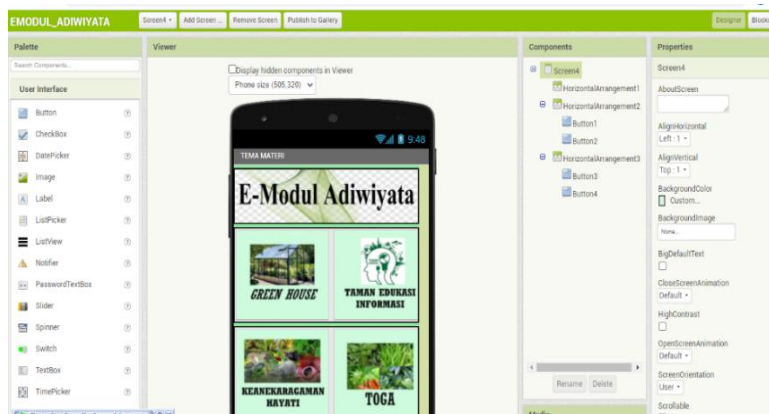 EMODUL_ADIWIYATA
Screen4
Add Screen ...
Remove Screen
Publish to Gallery
Designer
Palette
Viewer
Components
Properties
Search Components...
User Interface
Button
CheckBox
DatePicker
Image
Label
ListPicker
ListView
Notifier
PasswordTextBox
Slider
Spinner
Switch
TextBox
TimePicker
Display hidden components in Viewer
Phone size (505,320)
9:48
TEMA MATERI
E-Modul Adiwiyata
GREEN HOUSE
TAMAN EDUKASI
INFORMASI
KEANEKARAGAMAN
HAYATI
TOGA
Screen4
HorizontalArrangement1
HorizontalArrangement2
Button1
Button2
HorizontalArrangement3
Button3
Button4
Rename
Delete
Screen4
AboutScreen
AlignHorizontal
Left : 1
AlignVertical
Top : 1
BackgroundColor
Custom...
BackgroundImage
None...
BigDefaultText
CloseScreenAnimation
Default
HighContrast
OpenScreenAnimation
Default
ScreenOrientation
User
Scrollable